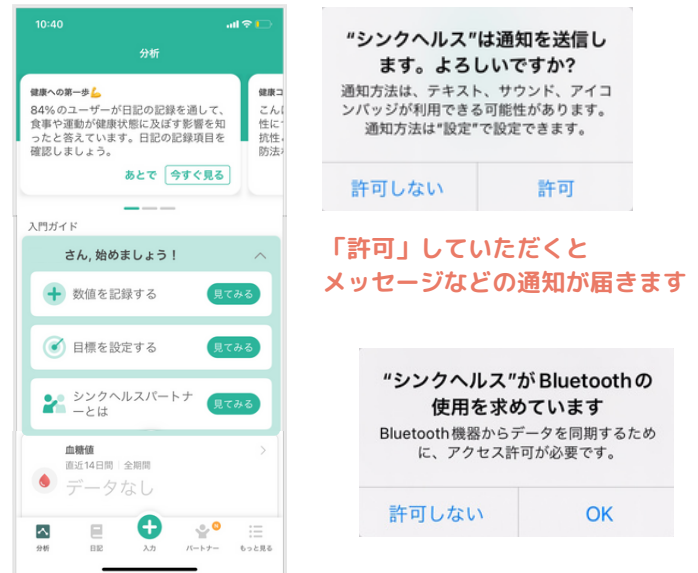 10:40
分析
健康への第一歩💪
84%のユーザーが日記の記録を通して、
食事や運動が健康状態に及ぼす影響を知
ったと答えています。日記の記録項目を
確認しましょう。
あとで 今すぐ見る
健康コ
こんに
性に
抗性、
防法
入門ガイド
さん, 始めましょう！
数値を記録する 見てみる
目標を設定する 見てみる
シンクヘルスパートナ
ーとは
見てみる
血糖値
直近14日間 全期間
データなし
分析 日記 入力 パートナー もっと見る
“シンクヘルス”は通知を送信し
ます。よろしいですか?
通知方法は、テキスト、サウンド、アイコ
ンバッジが利用できる可能性があります。
通知方法は“設定”で設定できます。
許可しない 許可
「許可」していただくと
メッセージなどの通知が届きます
“シンクヘルス”がBluetoothの
使用を求めています
Bluetooth機器からデータを同期するため
に、アクセス許可が必要です。
許可しない OK